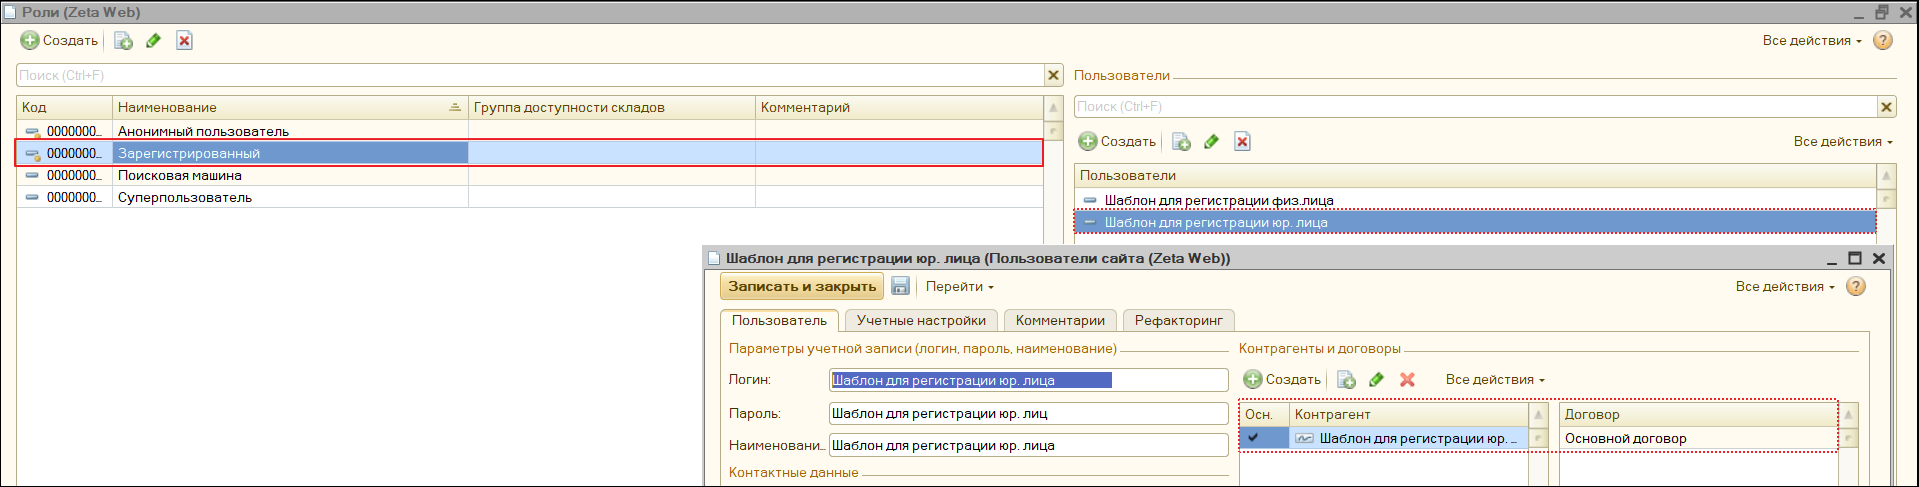 Роли (Zeta Web)
Создать
Все действия
Поиск (Ctrl+F)
Пользователи
Код Наименование Группа доступности складов Комментарий
Поиск (Ctrl+F)
0000000... Анонимный пользователь
0000000... Зарегистрированный
0000000... Поисковая машина
0000000... Суперпользователь
Создать
Все действия
Пользователи
Шаблон для регистрации физ.лица
Шаблон для регистрации юр. лица
Шаблон для регистрации юр. лица (Пользователи сайта (Zeta Web))
Записать и закрыть Перейти Все действия
Пользователь Учетные настройки Комментарии Рефакторинг
Параметры учетной записи (логин, пароль, наименование)
Контрагенты и договоры
Логин: Шаблон для регистрации юр. лица
Создать Все действия
Пароль: Шаблон для регистрации юр. лиц
Осн. Контрагент Договор
Наименовани... Шаблон для регистрации юр. лица
Шаблон для регистрации юр. ... Основной договор
Контактные данные